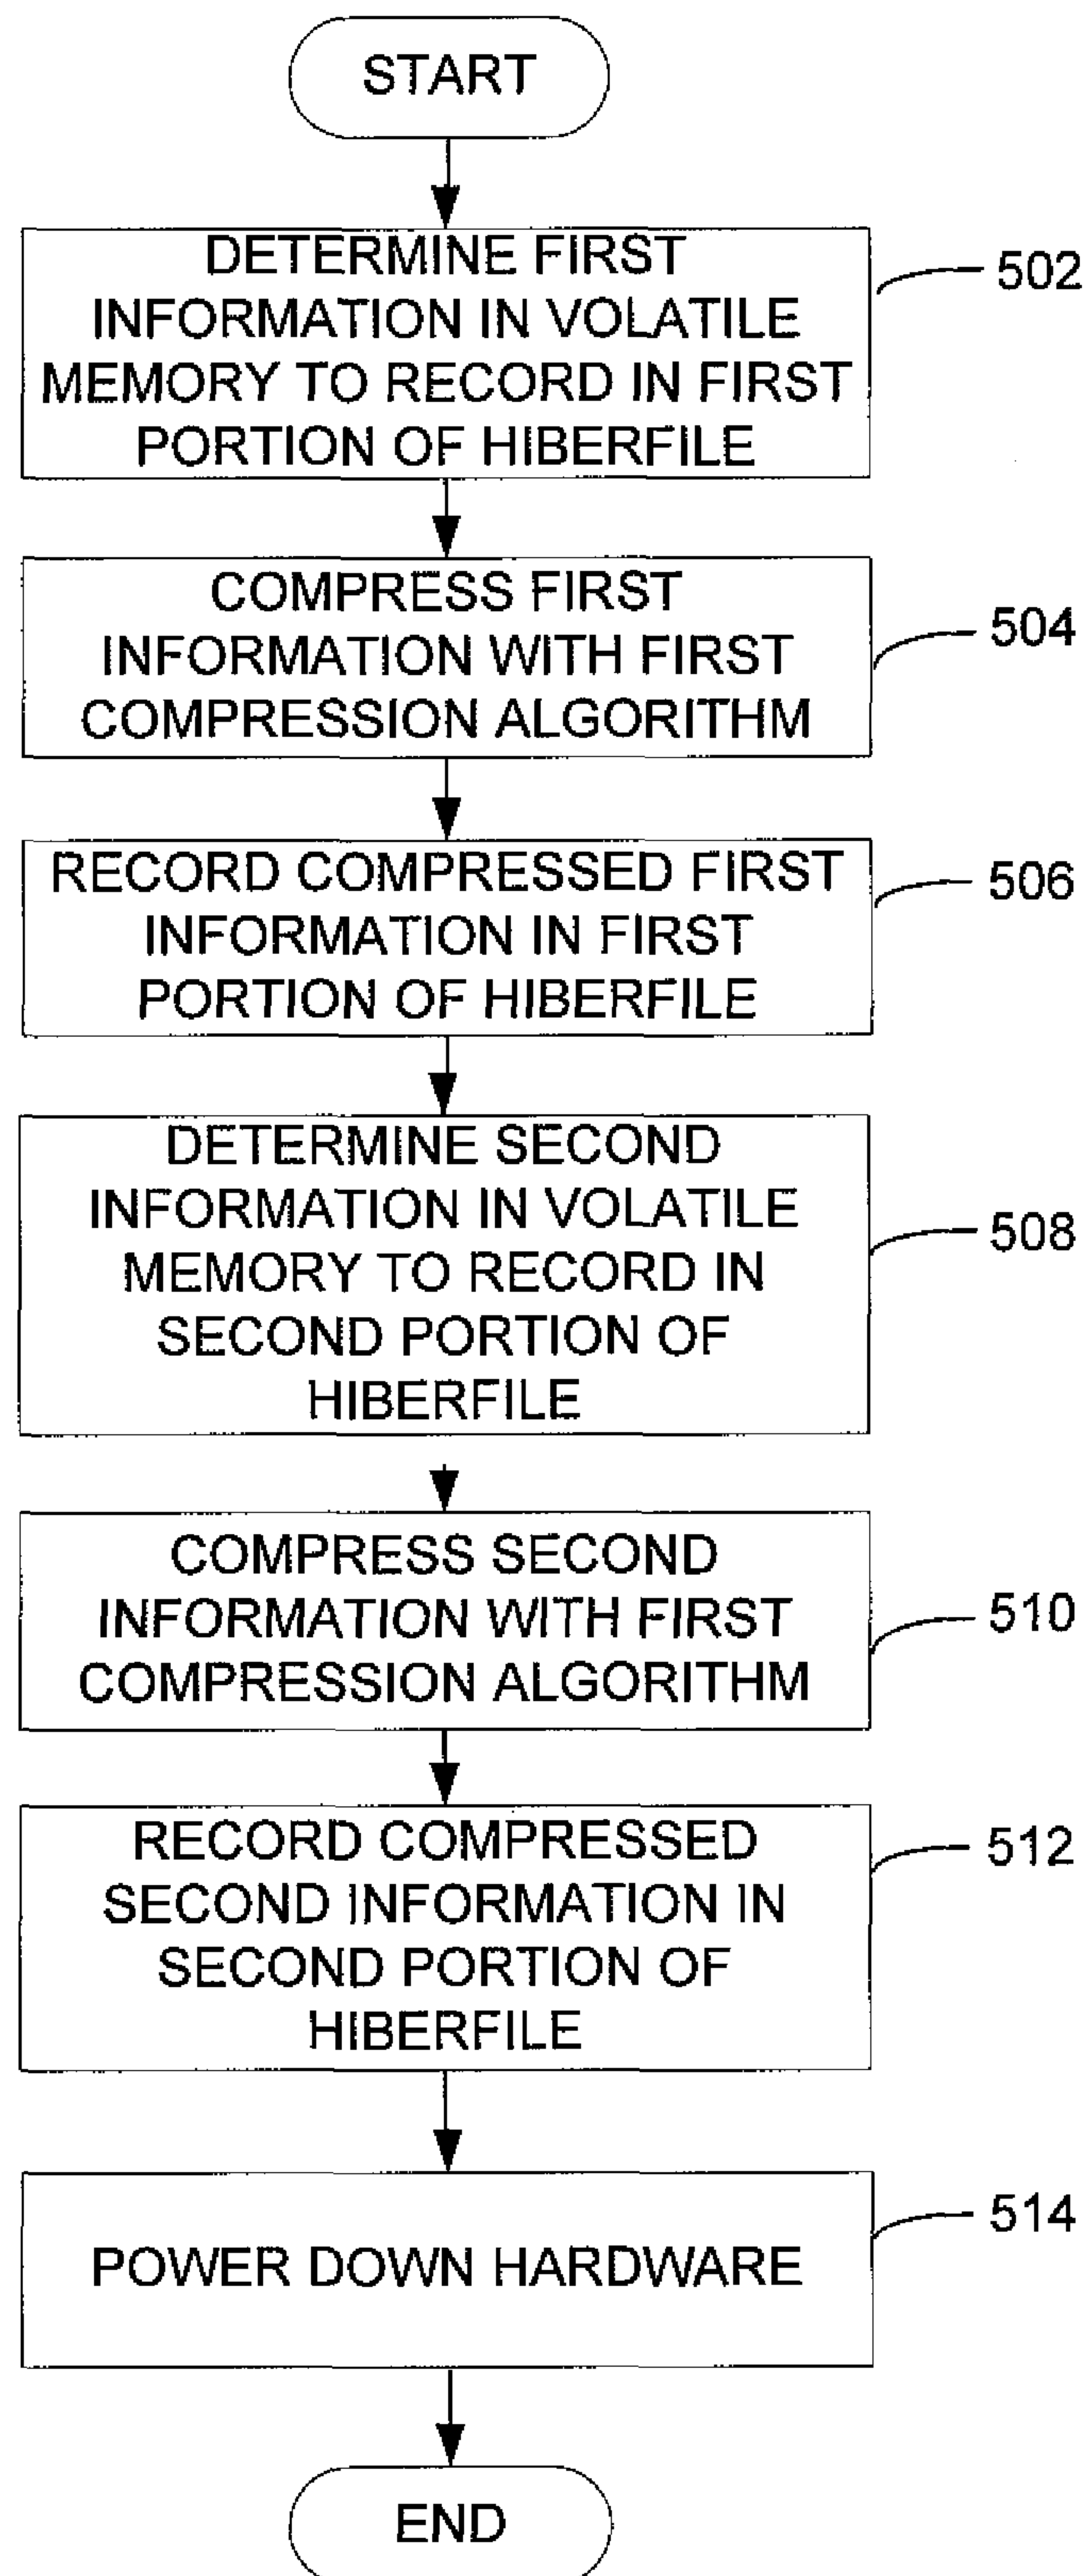 START
DETERMINE FIRST
INFORMATION IN VOLATILE
MEMORY TO RECORD IN FIRST
PORTION OF HIBERFILE
502
COMPRESS FIRST
INFORMATION WITH FIRST
COMPRESSION ALGORITHM
504
RECORD COMPRESSED FIRST
INFORMATION IN FIRST
PORTION OF HIBERFILE
506
DETERMINE SECOND
INFORMATION IN VOLATILE
MEMORY TO RECORD IN
SECOND PORTION OF
HIBERFILE
508
COMPRESS SECOND
INFORMATION WITH FIRST
COMPRESSION ALGORITHM
510
RECORD COMPRESSED
SECOND INFORMATION IN
SECOND PORTION OF
HIBERFILE
512
POWER DOWN HARDWARE
514
END